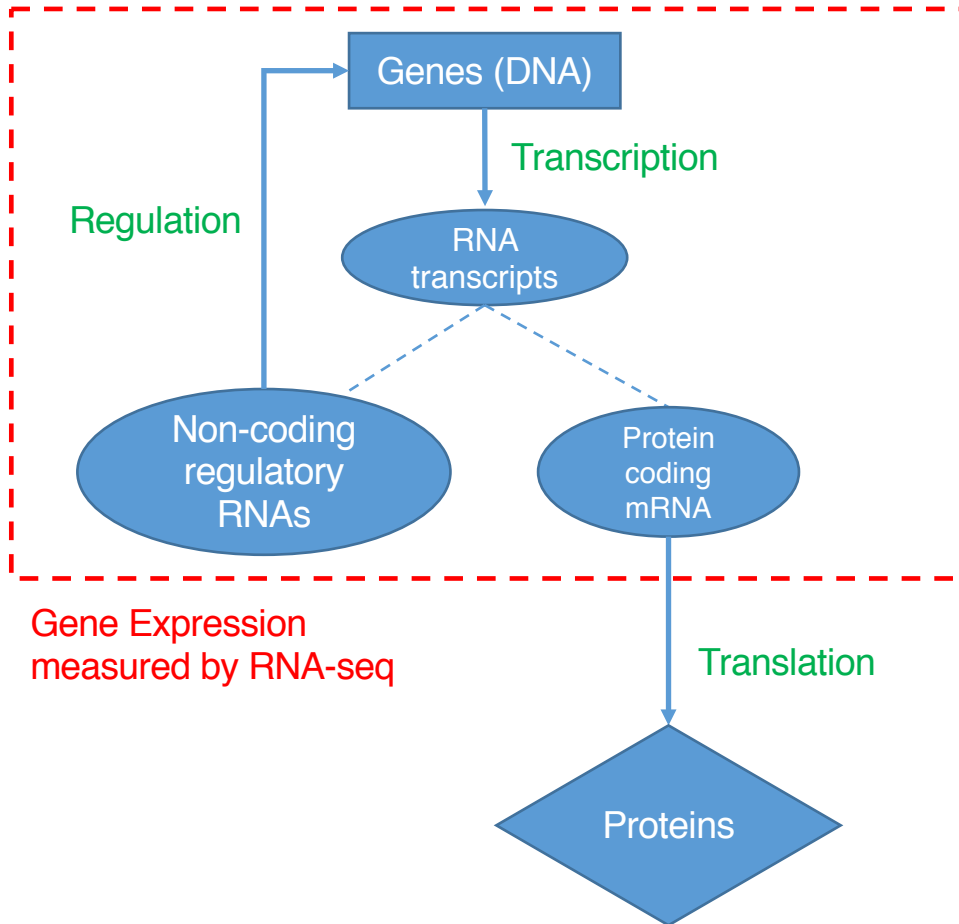 Genes (DNA)
Transcription
Regulation
RNA
transcripts
Non-coding
regulatory
RNAs
Protein
coding
mRNA
Gene Expression
measured by RNA-seq
Translation
Proteins